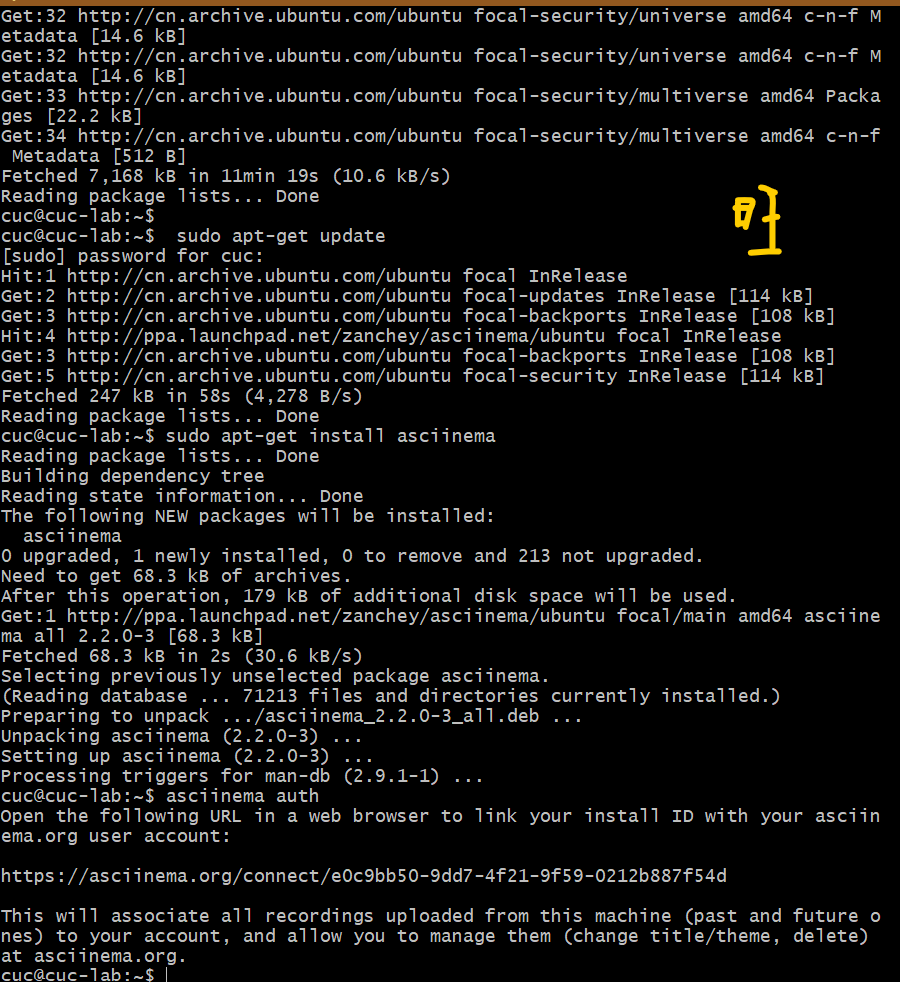 Get:32 http://cn.archive.ubuntu.com/ubuntu focal-security/universe amd64 c-n-f M
etadata [14.6 kB]
Get:32 http://cn.archive.ubuntu.com/ubuntu focal-security/universe amd64 c-n-f M
etadata [14.6 kB]
Get:33 http://cn.archive.ubuntu.com/ubuntu focal-security/multiverse amd64 Packa
ges [22.2 kB]
Get:34 http://cn.archive.ubuntu.com/ubuntu focal-security/multiverse amd64 c-n-f
 Metadata [512 B]
Fetched 7,168 kB in 11min 19s (10.6 kB/s)
Reading package lists... Done
cuc@cuc-lab:~$
cuc@cuc-lab:~$  sudo apt-get update
[sudo] password for cuc:
Hit:1 http://cn.archive.ubuntu.com/ubuntu focal InRelease
Get:2 http://cn.archive.ubuntu.com/ubuntu focal-updates InRelease [114 kB]
Get:3 http://cn.archive.ubuntu.com/ubuntu focal-backports InRelease [108 kB]
Hit:4 http://ppa.launchpad.net/zanchey/asciinema/ubuntu focal InRelease
Get:3 http://cn.archive.ubuntu.com/ubuntu focal-backports InRelease [108 kB]
Get:5 http://cn.archive.ubuntu.com/ubuntu focal-security InRelease [114 kB]
Fetched 247 kB in 58s (4,278 B/s)
Reading package lists... Done
cuc@cuc-lab:~$ sudo apt-get install asciinema
Reading package lists... Done
Building dependency tree
Reading state information... Done
The following NEW packages will be installed:
  asciinema
0 upgraded, 1 newly installed, 0 to remove and 213 not upgraded.
Need to get 68.3 kB of archives.
After this operation, 179 kB of additional disk space will be used.
Get:1 http://ppa.launchpad.net/zanchey/asciinema/ubuntu focal/main amd64 asciine
ma all 2.2.0-3 [68.3 kB]
Fetched 68.3 kB in 2s (30.6 kB/s)
Selecting previously unselected package asciinema.
(Reading database ... 71213 files and directories currently installed.)
Preparing to unpack .../asciinema_2.2.0-3_all.deb ...
Unpacking asciinema (2.2.0-3) ...
Setting up asciinema (2.2.0-3) ...
Processing triggers for man-db (2.9.1-1) ...
cuc@cuc-lab:~$ asciinema auth
Open the following URL in a web browser to link your install ID with your asciin
ema.org user account:

https://asciinema.org/connect/e0c9bb50-9dd7-4f21-9f59-0212b887f54d

This will associate all recordings uploaded from this machine (past and future o
nes) to your account, and allow you to manage them (change title/theme, delete)
at asciinema.org.
cuc@cuc-lab:~$